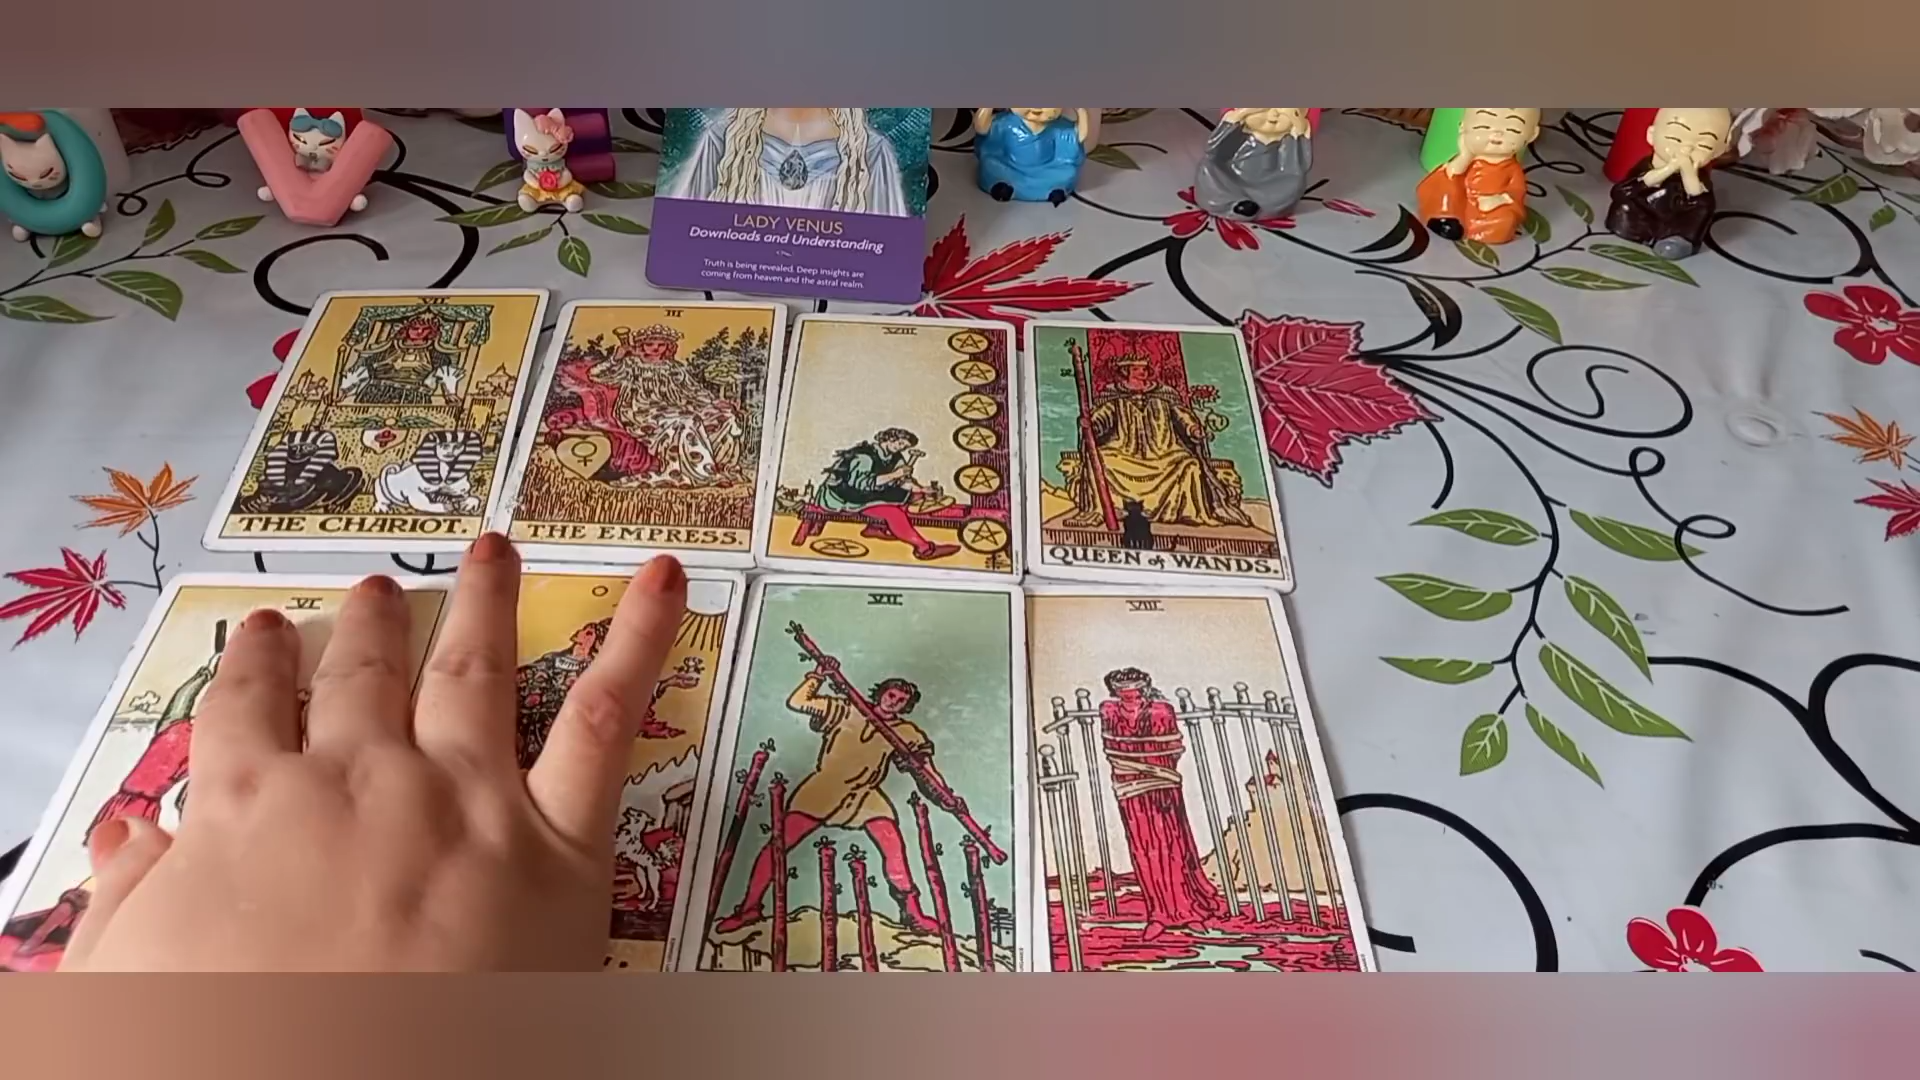 LADY VENUS
Downloads and Understanding
Truth is being revealed. Deep insights are
coming from heaven and the astral realm.
VII
THE CHARIOT.
III
THE EMPRESS.
VIII
QUEEN of WANDS.
VI
VII
VIII